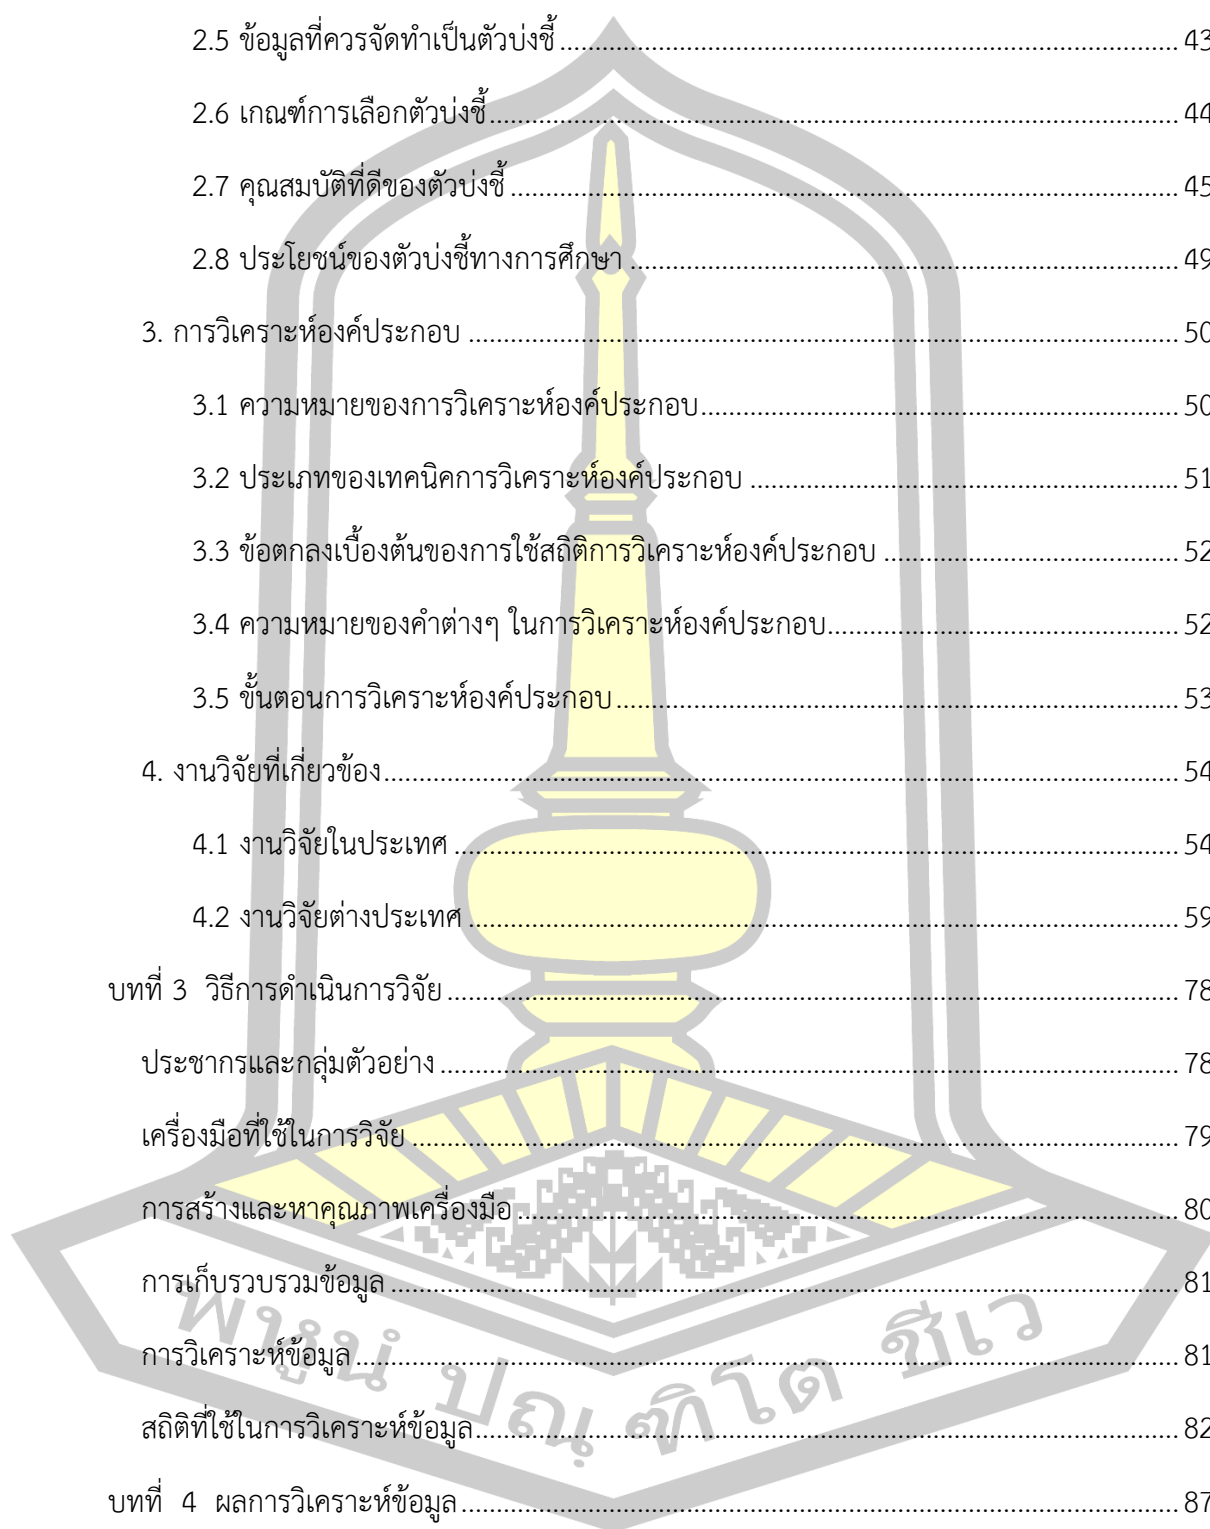 2.5 ข้อมูลที่ควรจัดทำเป็นตัวบ่งชี้ 43
2.6 เกณฑ์การเลือกตัวบ่งชี้ 44
2.7 คุณสมบัติที่ดีของตัวบ่งชี้ 45
2.8 ประโยชน์ของตัวบ่งชี้ทางการศึกษา 49
3. การวิเคราะห์องค์ประกอบ 50
3.1 ความหมายของการวิเคราะห์องค์ประกอบ 50
3.2 ประเภทของเทคนิคการวิเคราะห์องค์ประกอบ 51
3.3 ข้อตกลงเบื้องต้นของการใช้สถิติการวิเคราะห์องค์ประกอบ 52
3.4 ความหมายของคำต่างๆ ในการวิเคราะห์องค์ประกอบ 52
3.5 ขั้นตอนการวิเคราะห์องค์ประกอบ 53
4. งานวิจัยที่เกี่ยวข้อง 54
4.1 งานวิจัยในประเทศ 54
4.2 งานวิจัยต่างประเทศ 59
บทที่ 3 วิธีการดำเนินการวิจัย 78
ประชากรและกลุ่มตัวอย่าง 78
เครื่องมือที่ใช้ในการวิจัย 79
การสร้างและหาคุณภาพเครื่องมือ 80
การเก็บรวบรวมข้อมูล 81
การวิเคราะห์ข้อมูล 81
สถิติที่ใช้ในการวิเคราะห์ข้อมูล 82
บทที่ 4 ผลการวิเคราะห์ข้อมูล 87
พหูนํ ปณฺฑิโต ชีเว